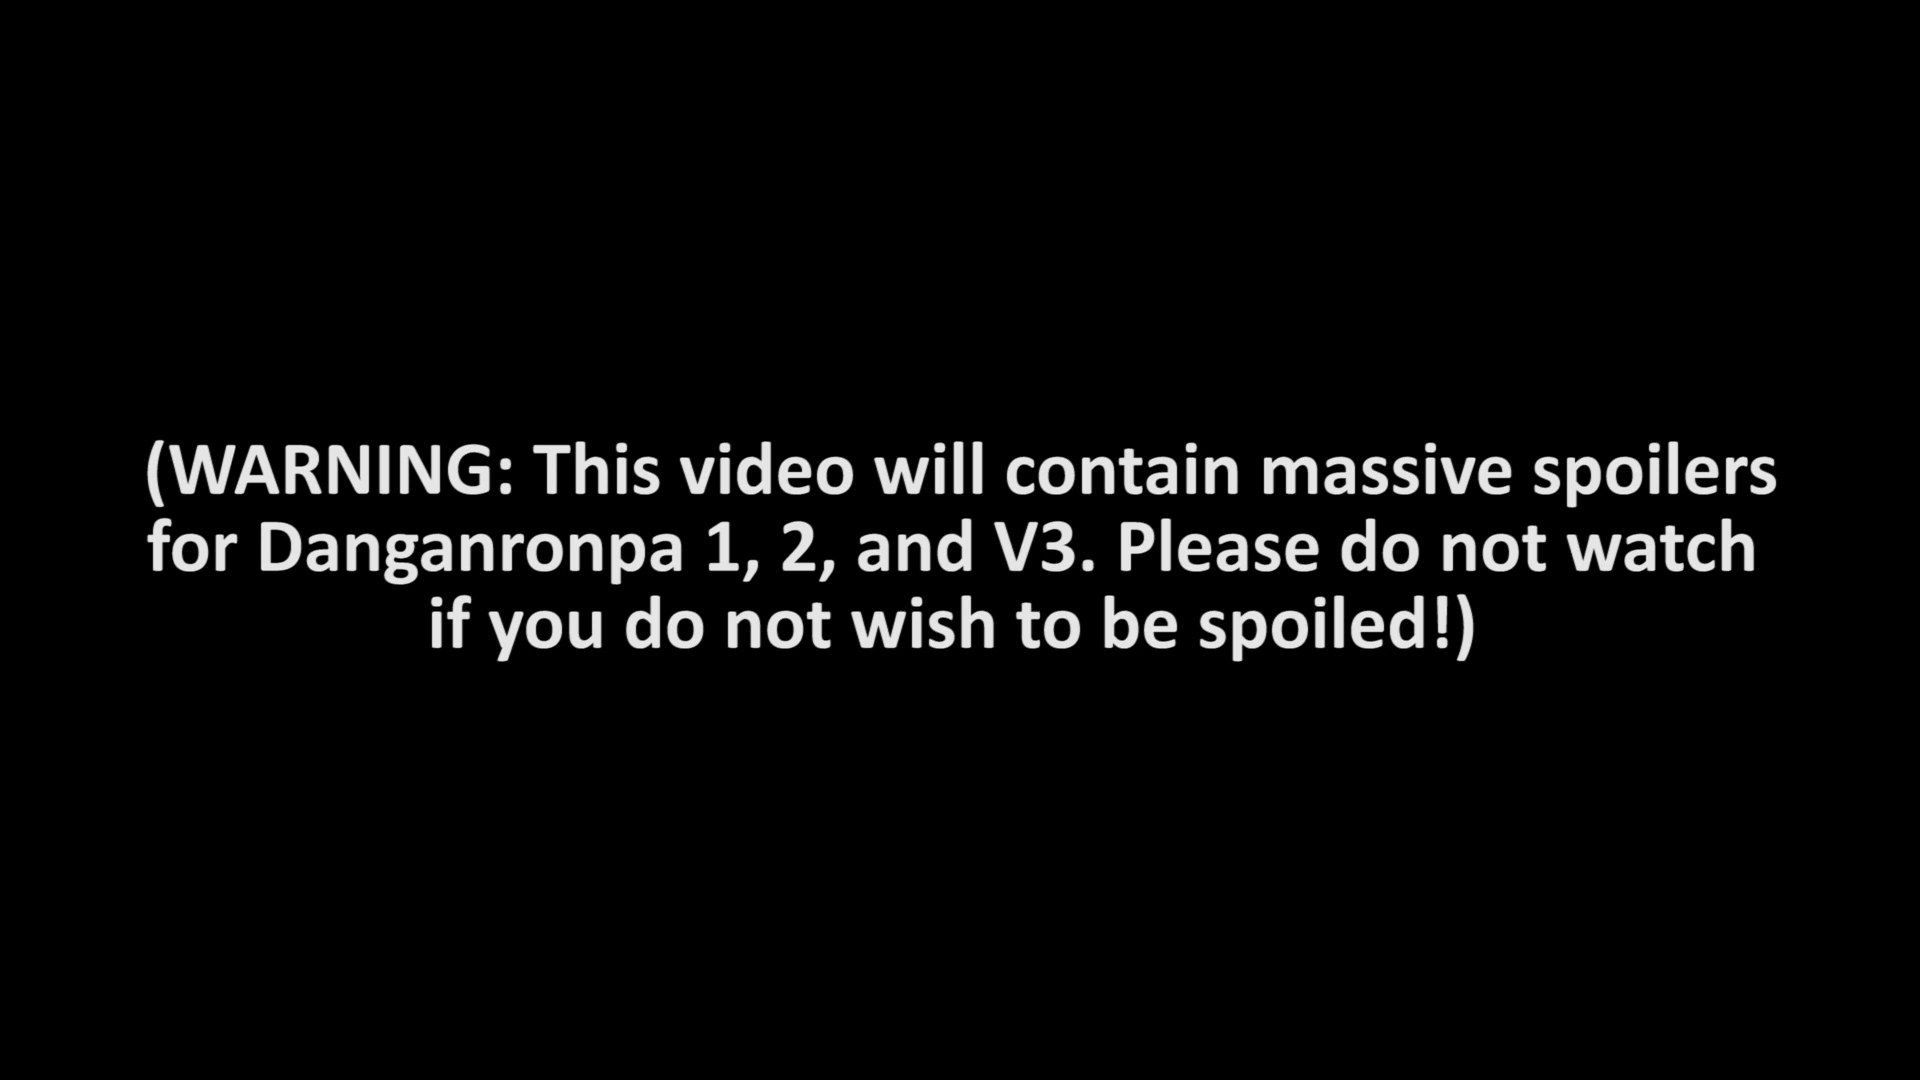 (WARNING: This video will contain massive spoilers
for Danganronpa 1, 2, and V3. Please do not watch
if you do not wish to be spoiled!)